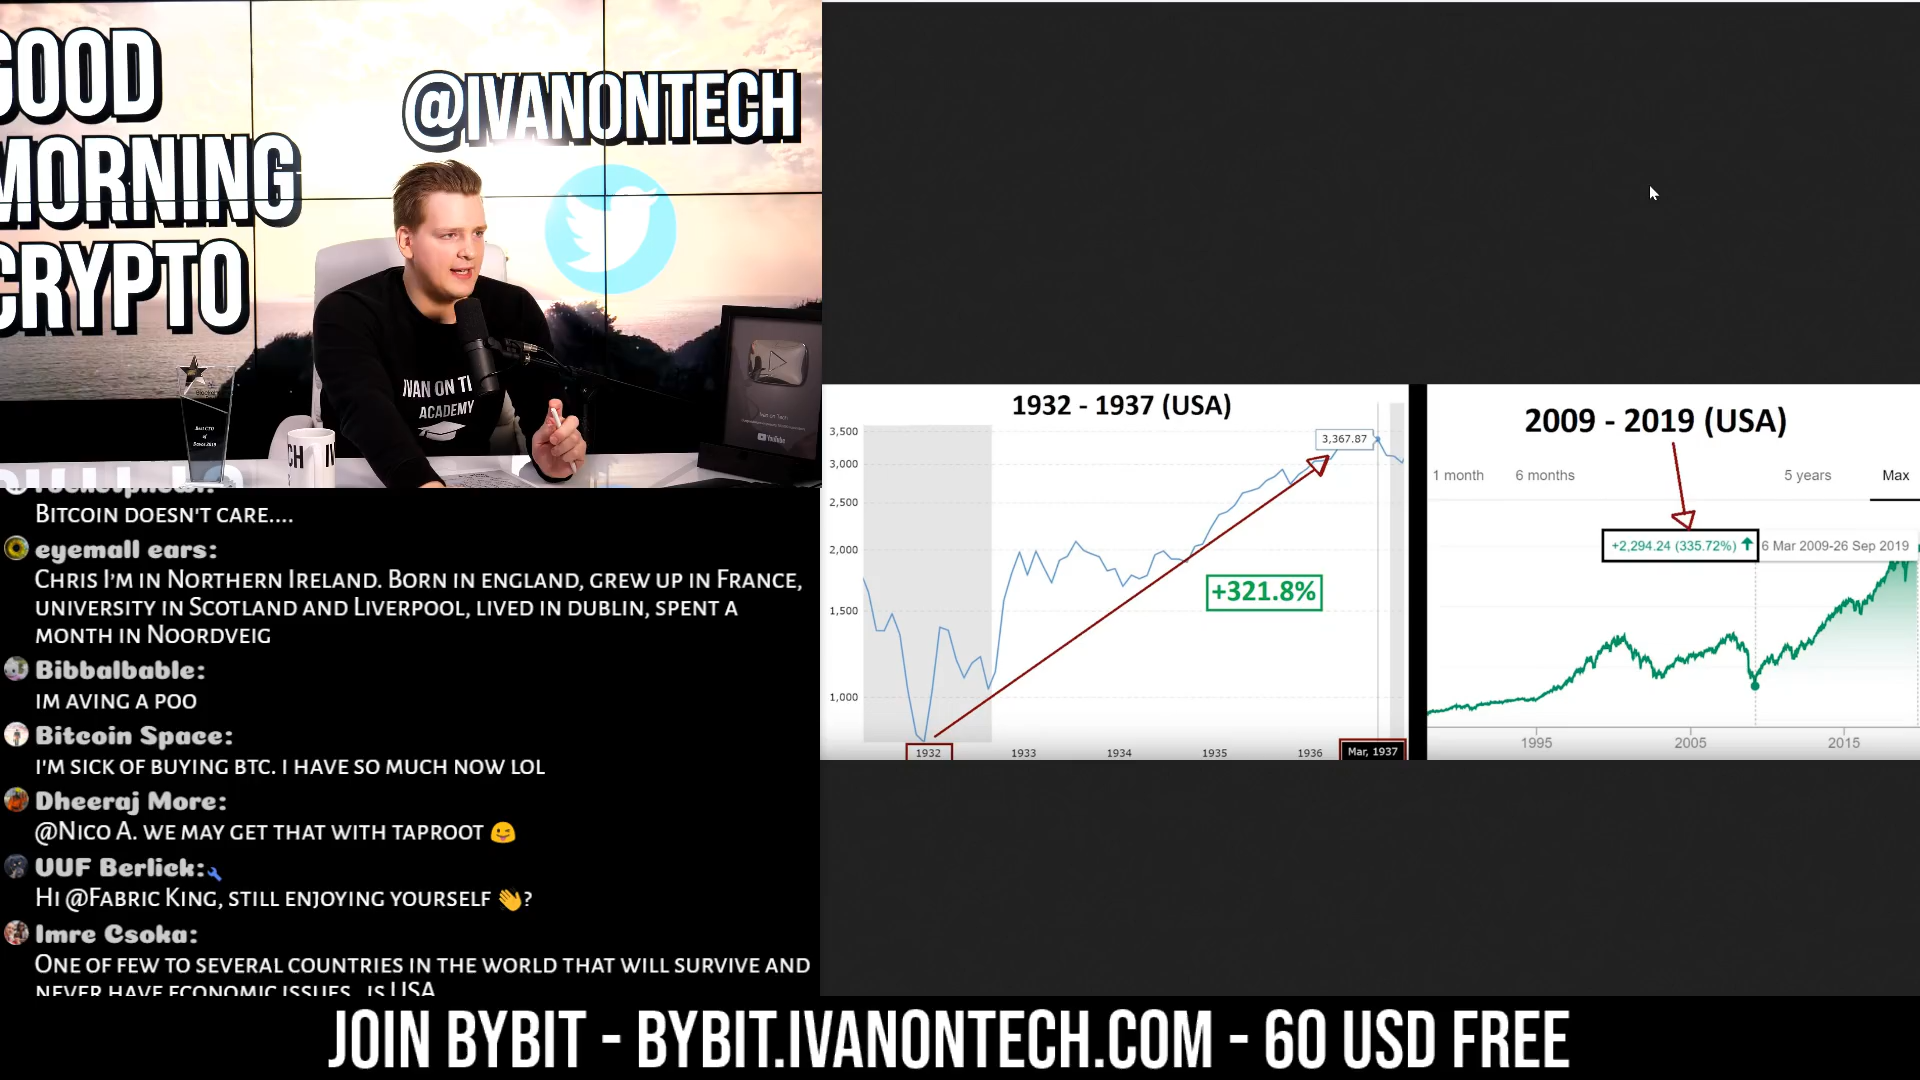 GOOD
MORNING
CRYPTO
@IVANONTECH
IVAN ON TE
ACADEMY
BITCOIN DOESN'T CARE....
eyemall ears:
CHRIS I'M IN NORTHERN IRELAND. BORN IN ENGLAND, GREW UP IN FRANCE,
UNIVERSITY IN SCOTLAND AND LIVERPOOL, LIVED IN DUBLIN, SPENT A
MONTH IN NOORDVEIG
Bibbalbable:
IM AVING A POO
Bitcoin Space:
I'M SICK OF BUYING BTC. I HAVE SO MUCH NOW LOL
Dheeraj More:
@NICO A. WE MAY GET THAT WITH TAPROOT 😜
UUF Berlick:
HI @FABRIC KING, STILL ENJOYING YOURSELF 👋?
Imre Csoka:
ONE OF FEW TO SEVERAL COUNTRIES IN THE WORLD THAT WILL SURVIVE AND
NEVER HAVE ECONOMIC ISSUES.. IS USA
1932 - 1937 (USA)
3,500
3,367.87
3,000
2,500
2,000
+321.8%
1,500
1,000
1932 1933 1934 1935 1936 Mar, 1937
2009 - 2019 (USA)
1 month 6 months 5 years Max
+2,294.24 (335.72%) 6 Mar 2009-26 Sep 2019
1995 2005 2015
JOIN BYBIT - BYBIT.IVANONTECH.COM - 60 USD FREE